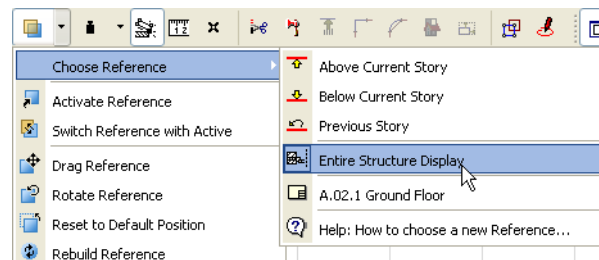 1 2
Choose Reference
Activate Reference
Switch Reference with Active
Drag Reference
Rotate Reference
Reset to Default Position
Rebuild Reference
Above Current Story
Below Current Story
Previous Story
Entire Structure Display
A.02.1 Ground Floor
Help: How to choose a new Reference...